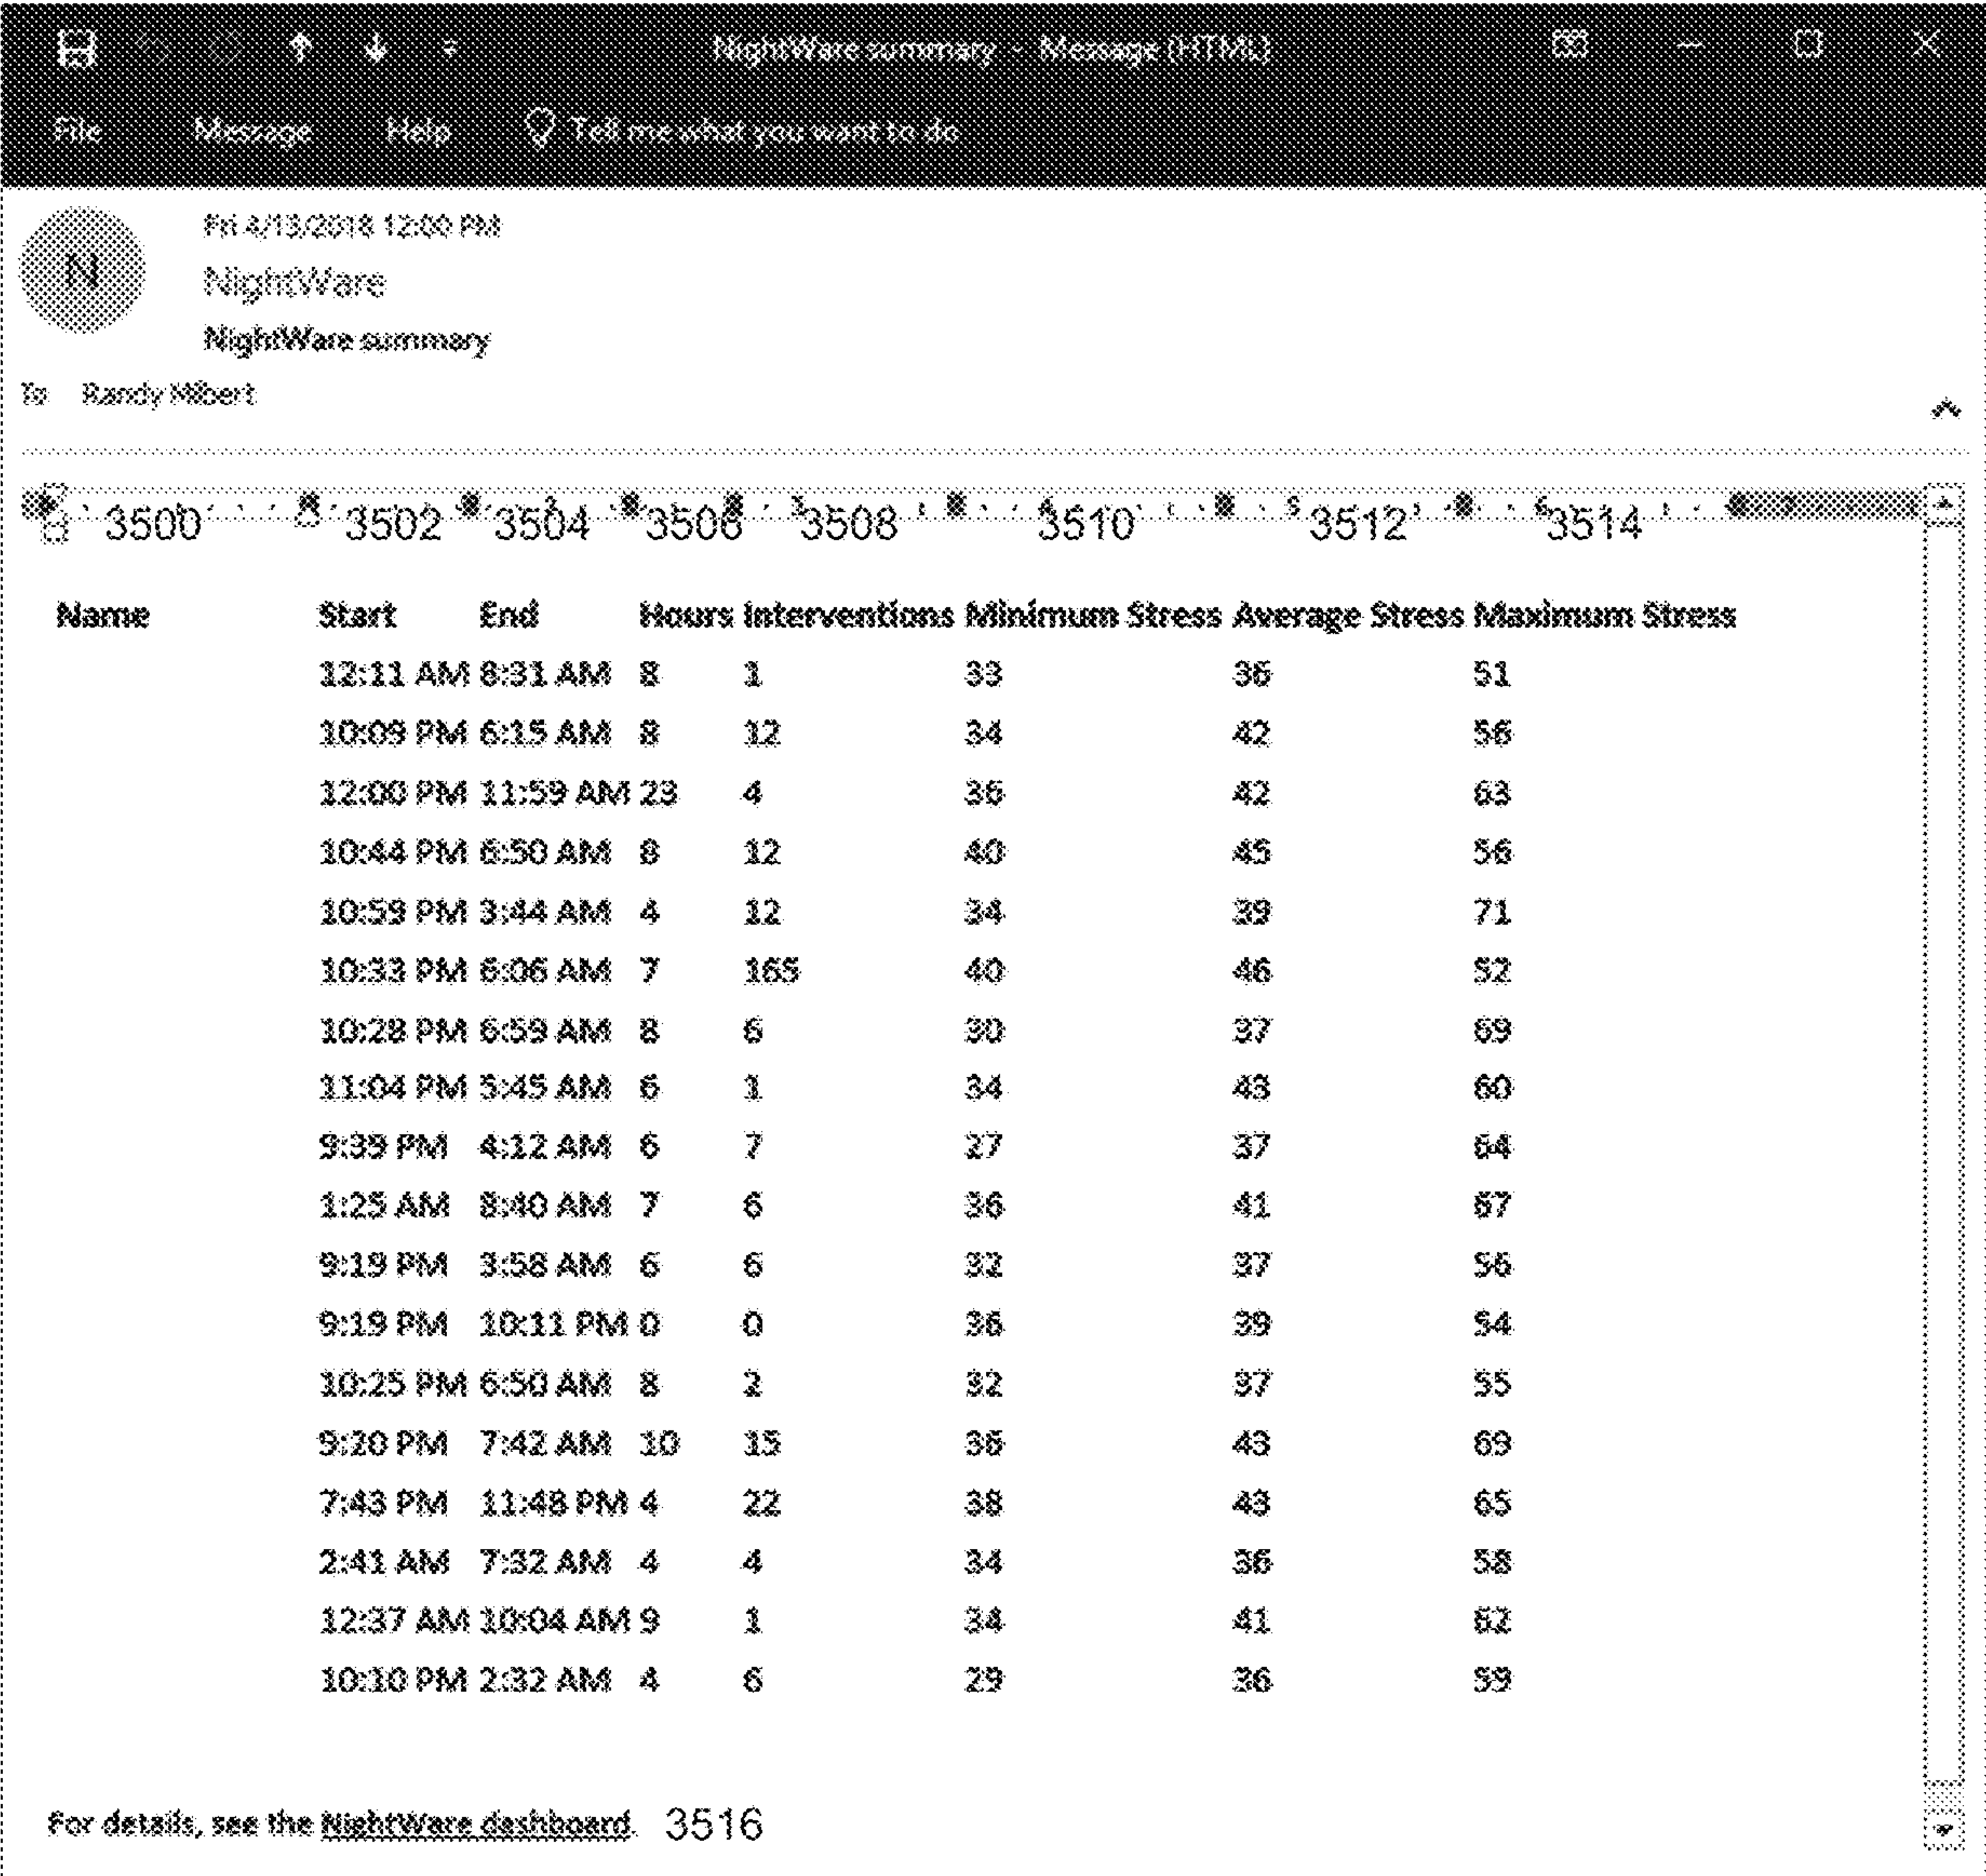 NightWare summary - Message (HTML)
File Message Help Tell me what you want to do
Fri 4/13/2018 12:00 PM
N
NightWare
NightWare summary
To Randy Milbert
1 2 3 4 5 6 7
3500 3502 3504 3506 3508 3510 3512 3514
Name Start End Hours Interventions Minimum Stress Average Stress Maximum Stress
12:11 AM 8:31 AM 8 1 33 36 51
10:09 PM 6:15 AM 8 12 34 42 56
12:00 PM 11:59 AM 23 4 36 42 63
10:44 PM 6:50 AM 8 12 40 45 56
10:59 PM 3:44 AM 4 12 34 39 71
10:33 PM 6:06 AM 7 165 40 46 52
10:28 PM 6:59 AM 8 6 30 37 69
11:04 PM 5:45 AM 6 1 34 43 60
9:39 PM 4:12 AM 6 7 27 37 64
1:25 AM 8:40 AM 7 6 36 41 67
9:19 PM 3:58 AM 6 6 32 37 56
9:19 PM 10:11 PM 0 0 36 39 54
10:25 PM 6:50 AM 8 2 32 37 55
9:20 PM 7:42 AM 10 15 36 43 69
7:43 PM 11:48 PM 4 22 38 43 65
2:41 AM 7:32 AM 4 4 34 36 58
12:37 AM 10:04 AM 9 1 34 41 62
10:10 PM 2:32 AM 4 6 29 36 59
For details, see the NightWare dashboard. 3516